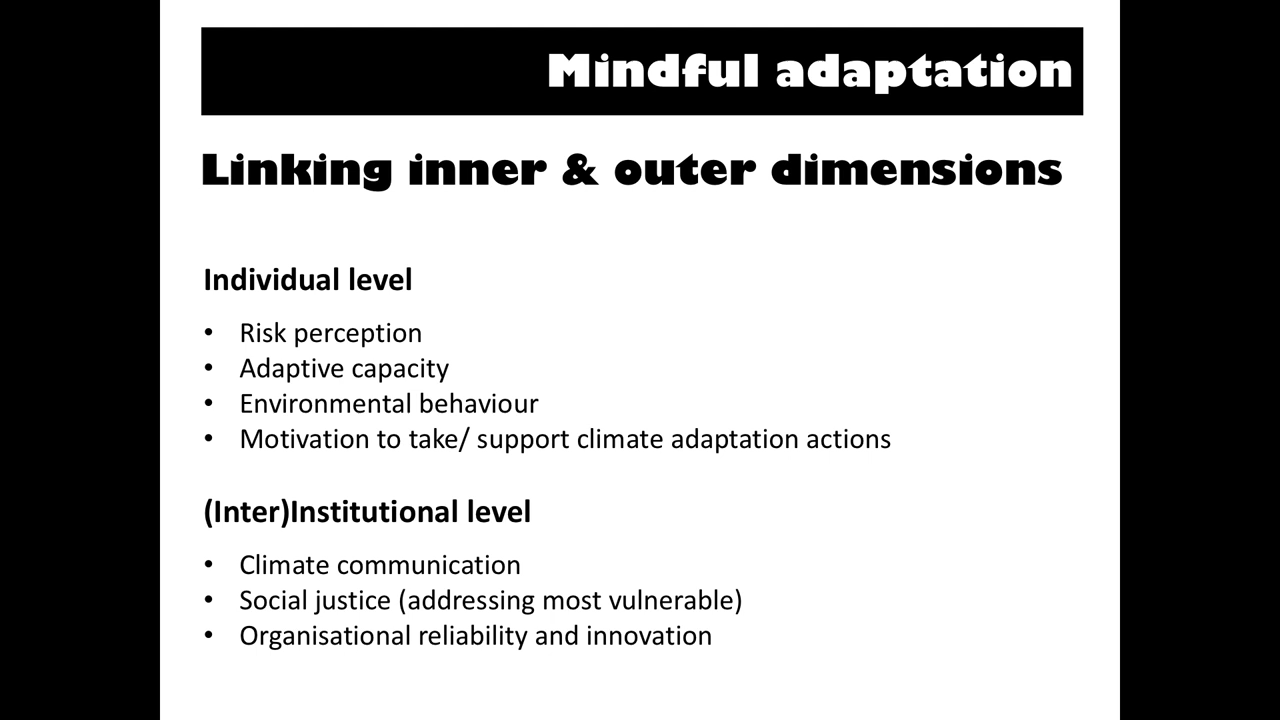 Mindful adaptation
Linking inner & outer dimensions
Individual level
• Risk perception
• Adaptive capacity
• Environmental behaviour
• Motivation to take/ support climate adaptation actions
(Inter)Institutional level
• Climate communication
• Social justice (addressing most vulnerable)
• Organisational reliability and innovation